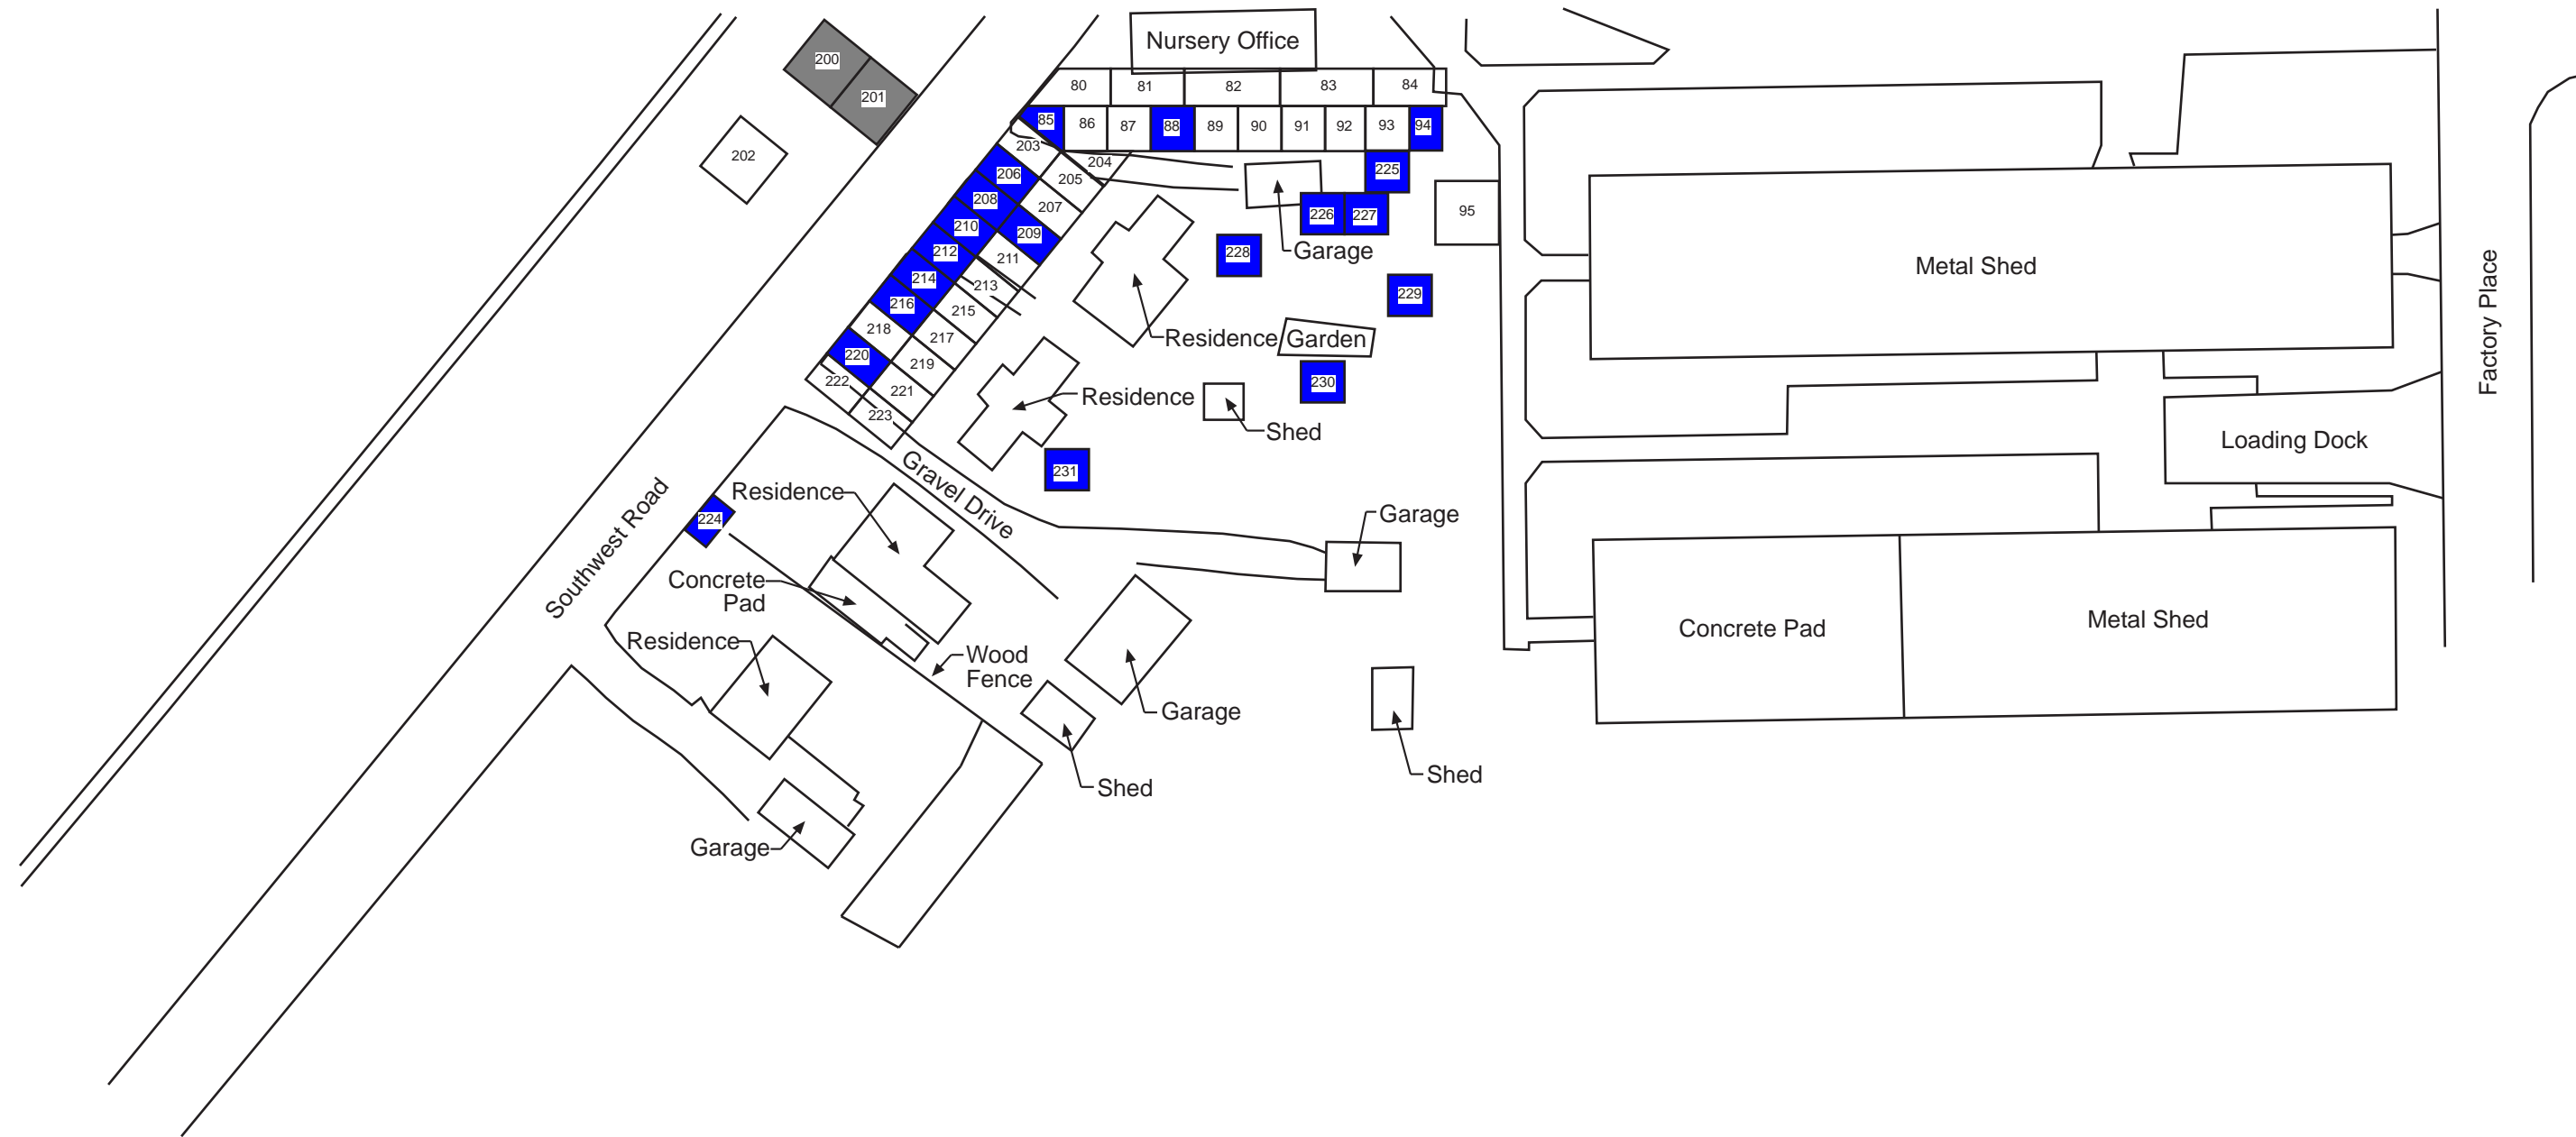 Nursery Office
200
201
202
80
81
82
83
84
85
86
87
88
89
90
91
92
93
94
203
204
205
206
207
208
209
210
211
212
213
214
215
216
217
218
219
220
221
222
223
225
226
227
95
228
Garage
229
Metal Shed
Factory Place
Residence
Garden
230
Residence
Shed
Loading Dock
231
Gravel Drive
Residence
224
Southwest Road
Garage
Concrete
Pad
Residence
Wood
Fence
Garage
Concrete Pad
Metal Shed
Shed
Shed
Garage